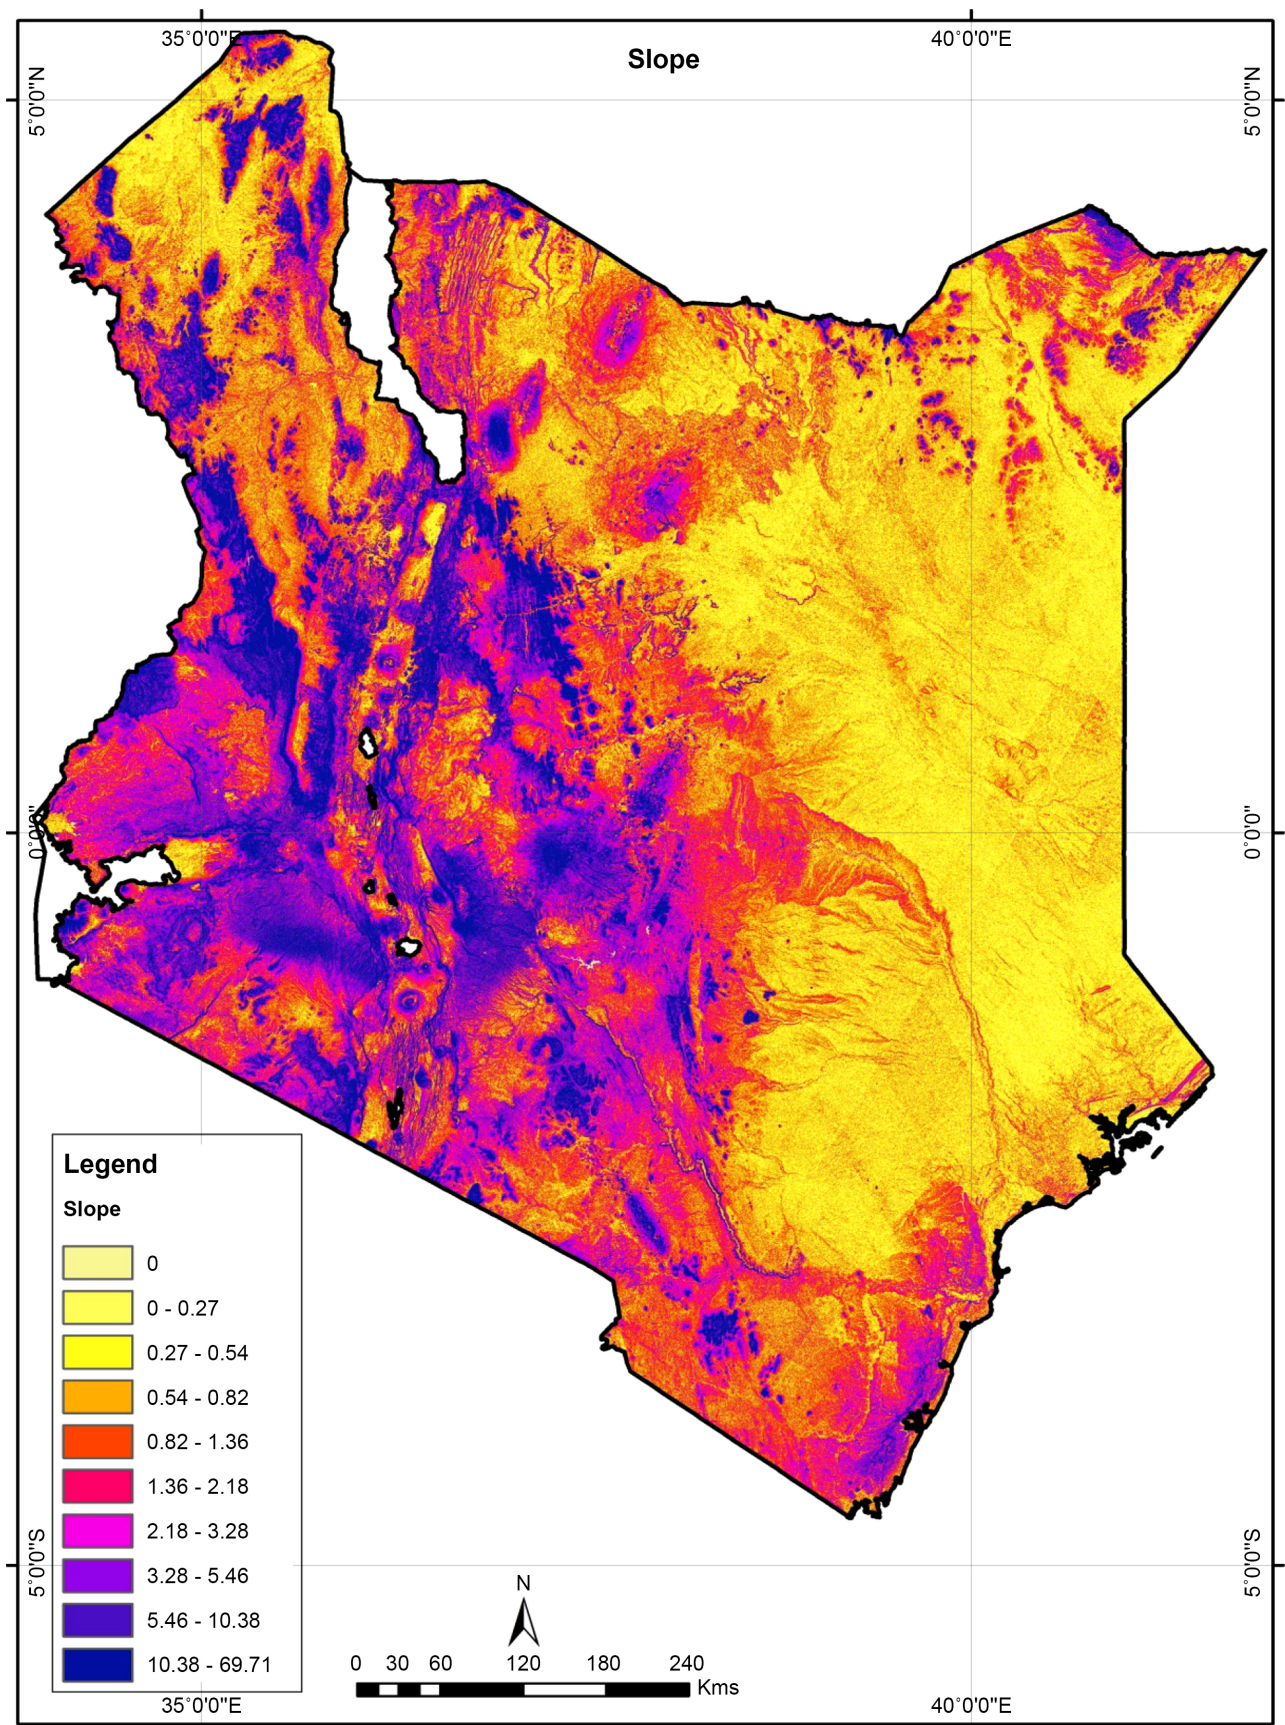 35°0'0"E
40°0'0"E
Slope
5°0'0"N
5°0'0"N
0°0'0"
0°0'0"
Legend
Slope
0
0 - 0.27
0.27 - 0.54
0.54 - 0.82
0.82 - 1.36
1.36 - 2.18
2.18 - 3.28
3.28 - 5.46
5.46 - 10.38
10.38 - 69.71
5°0'0"S
5°0'0"S
N
0 30 60 120 180 240
Kms
35°0'0"E
40°0'0"E